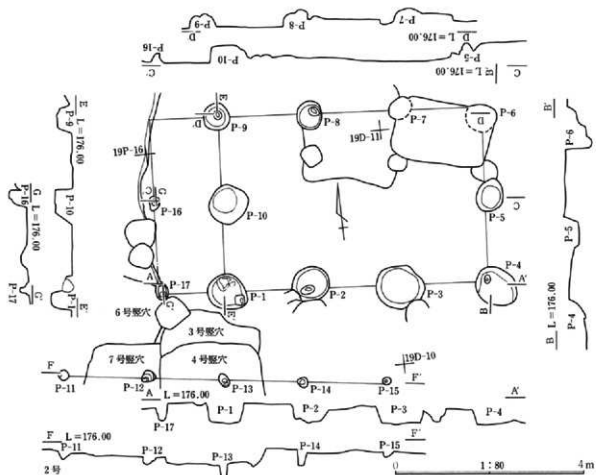 P-9 P-8 P-7
D D L=176.00
P-16 P-10 P-5
C' E L=176.00 C
E L=176.00 P-9 P-10 P-1 E'
G P-16 L=176.00 P-17 G'
E D' P-9 P-8 P-7 D P-6
19P-16 19D-11
C' G P-16 P-10 P-5 C
A P-17 P-1 P-2 P-3 P-4 A'
G' E' B
B' P-6 P-5 P-4 B L=176.00
6号竪穴
3号竪穴
7号竪穴 4号竪穴 19D-10
F P-11 P-12 P-13 P-14 P-15 F'
A L=176.00 A'
P-17 P-1 P-2 P-3 P-4
F L=176.00 F'
P-11 P-12 P-13 P-14 P-15
2号
0 1:80 4m